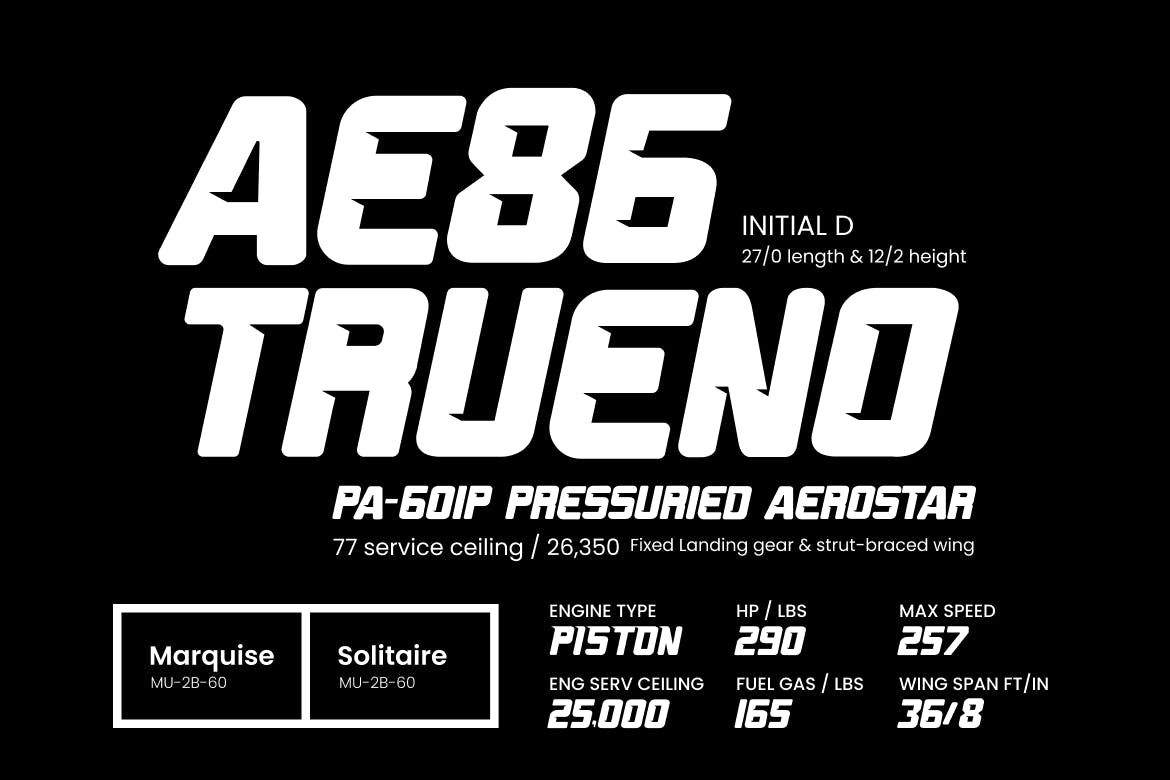 AE86
INITIAL D
27/0 length & 12/2 height
TRUENO
PA-601P PRESSURIED AEROSTAR
77 service ceiling / 26,350 Fixed Landing gear & strut-braced wing
Marquise
MU-2B-60
Solitaire
MU-2B-60
ENGINE TYPE
PISTON
HP / LBS
290
MAX SPEED
257
ENG SERV CEILING
25,000
FUEL GAS / LBS
165
WING SPAN FT/IN
36/8